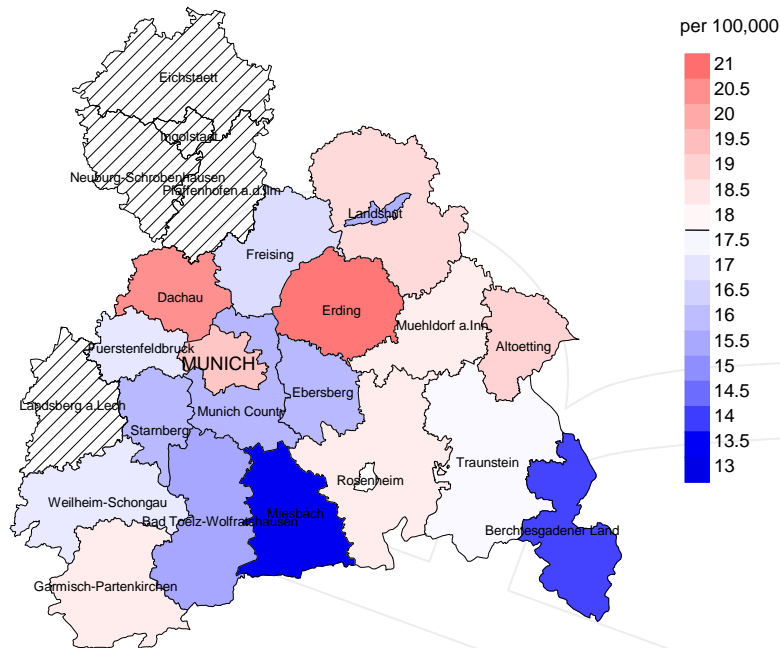 per 100,000
21
20.5
20
19.5
19
18.5
18
17.5
17
16.5
16
15.5
15
14.5
14
13.5
13
Eichstaett
Ingolstadt
Neuburg-Schrobenhausen
Pfaffenhofen a.d.Ilm
Landshut
Freising
Dachau
Erding
Muehldorf a.Inn
Altoetting
Fuerstenfeldbruck
MUNICH
Ebersberg
Landsberg a.Lech
Munich County
Starnberg
Traunstein
Rosenheim
Weilheim-Schongau
Miesbach
Bad Toelz-Wolfratshausen
Berchtesgadener Land
Garmisch-Partenkirchen